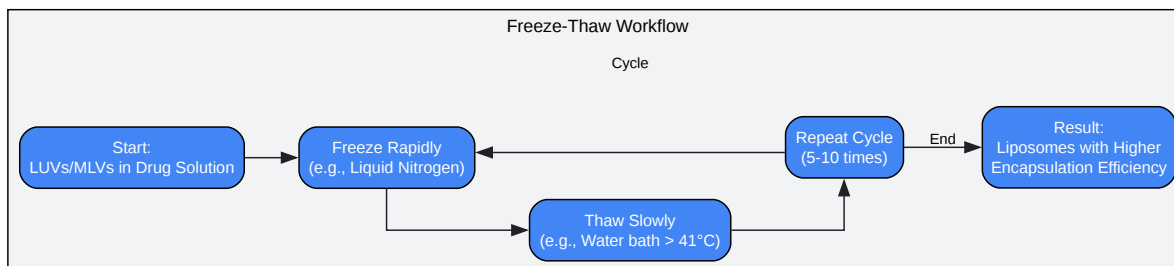 Freeze-Thaw Workflow
Cycle
Start:
LUVs/MLVs in Drug Solution
Freeze Rapidly
(e.g., Liquid Nitrogen)
Thaw Slowly
(e.g., Water bath > 41°C)
Repeat Cycle
(5-10 times)
End
Result:
Liposomes with Higher
Encapsulation Efficiency